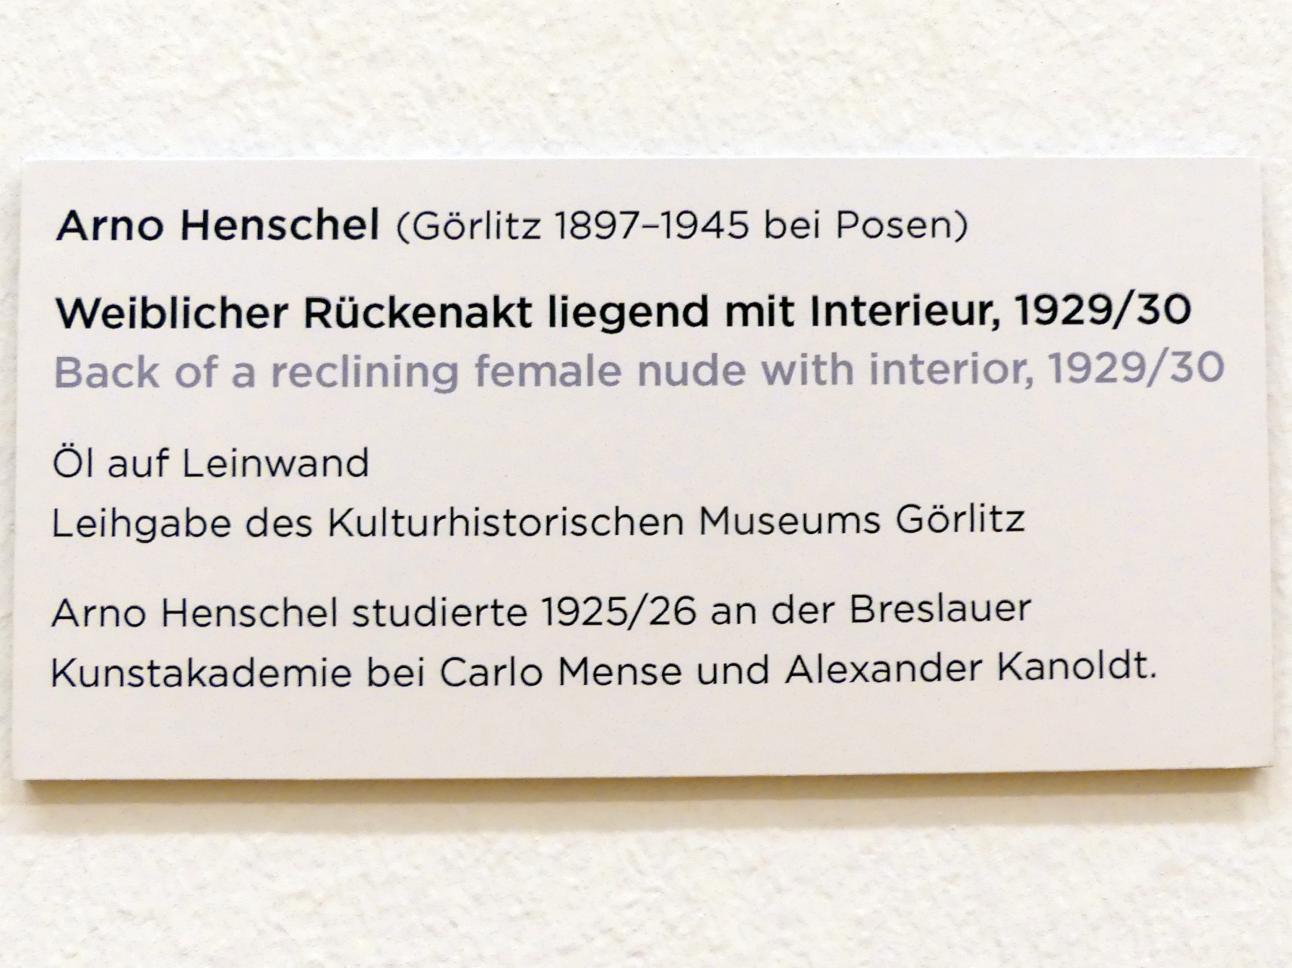 Arno Henschel (Görlitz 1897–1945 bei Posen)
Weiblicher Rückenakt liegend mit Interieur, 1929/30
Back of a reclining female nude with interior, 1929/30
Öl auf Leinwand
Leihgabe des Kulturhistorischen Museums Görlitz
Arno Henschel studierte 1925/26 an der Breslauer
Kunstakademie bei Carlo Mense und Alexander Kanoldt.